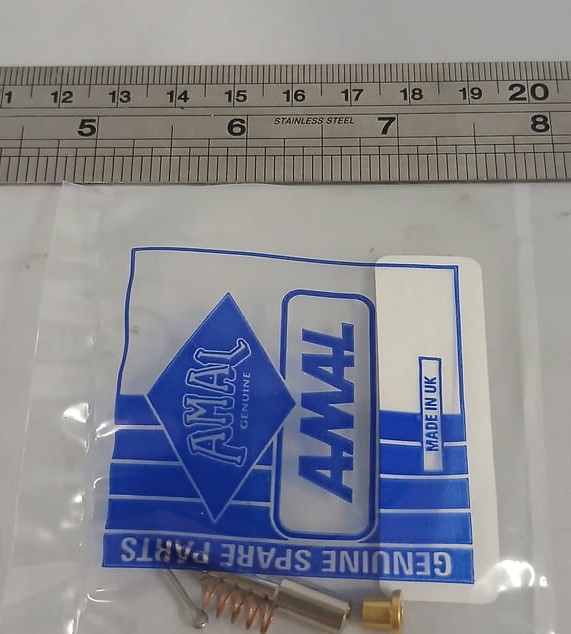 1 12 13 14 15 16 17 18 19 20
5 6 STAINLESS STEEL 7 8
AMAL
GENUINE
AMAL
MADE IN UK
GENUINE SPARE PARTS